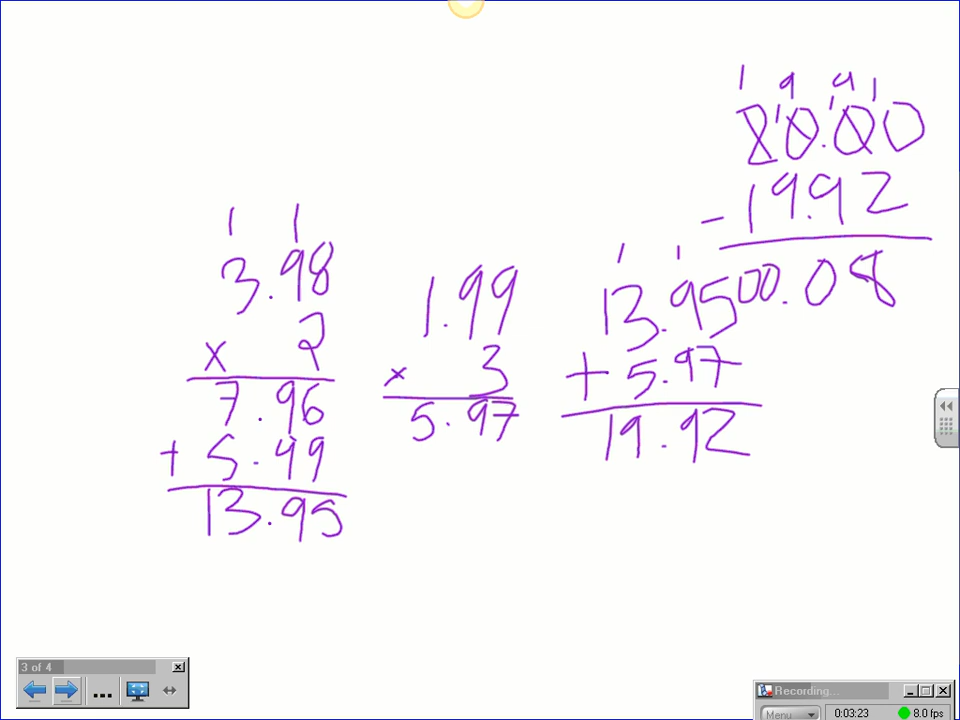 1 9 9 1
20.00
- 19.92
00.08
1 1
3.98
x 2
7.96
+ 5.99
13.95
1.99
x 3
5.97
1 1
13.95
+ 5.97
19.92
3 of 4
...
Recording...
Menu
0:03:23
8.0 fps